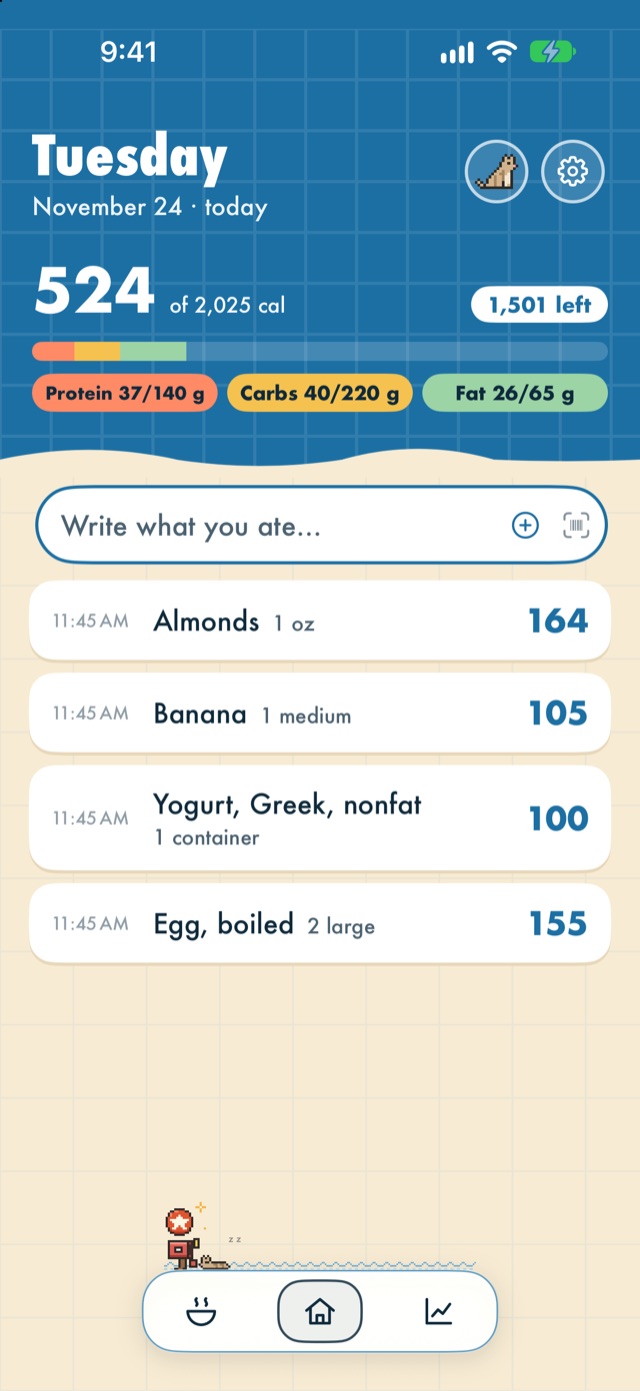 9:41
Tuesday
November 24 · today
524 of 2,025 cal
1,501 left
Protein 37/140 g
Carbs 40/220 g
Fat 26/65 g
Write what you ate...
11:45 AM Almonds 1 oz 164
11:45 AM Banana 1 medium 105
11:45 AM Yogurt, Greek, nonfat 100
1 container
11:45 AM Egg, boiled 2 large 155
z z